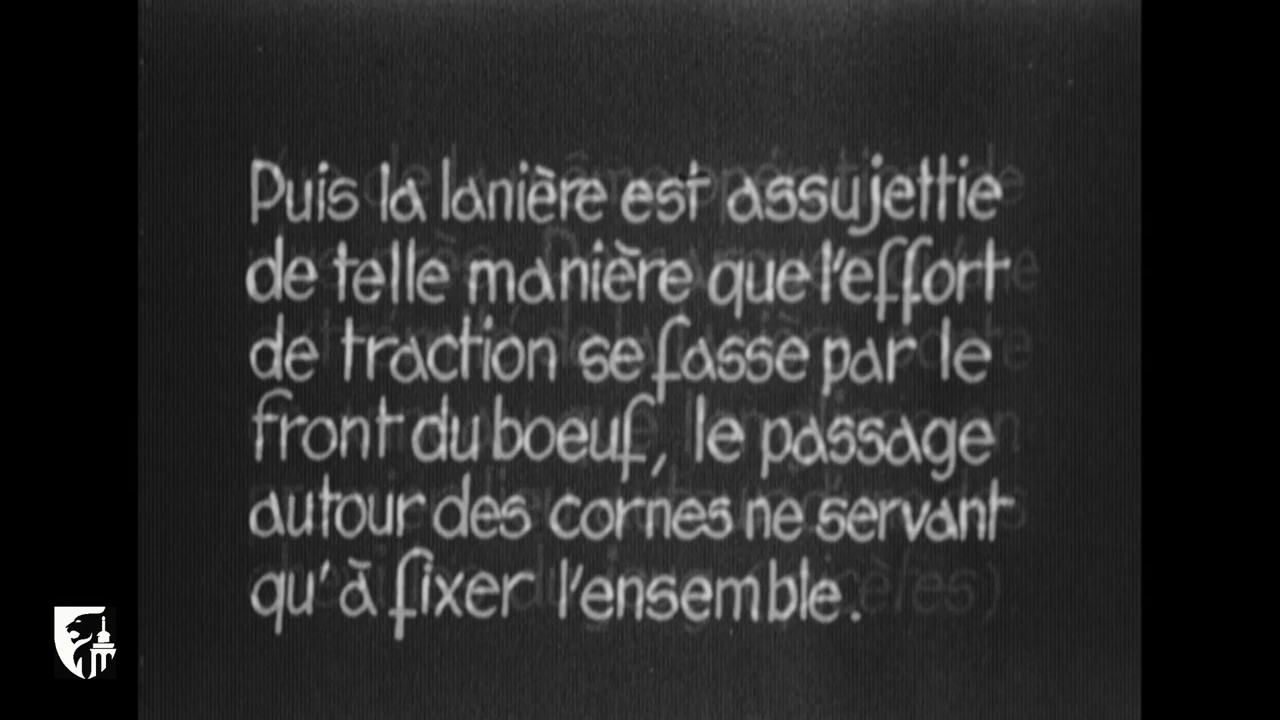 Puis la lanière est assujettie
de telle manière que l'effort
de traction se fasse par le
front du boeuf, le passage
autour des cornes ne servant
qu'à fixer l'ensemble.